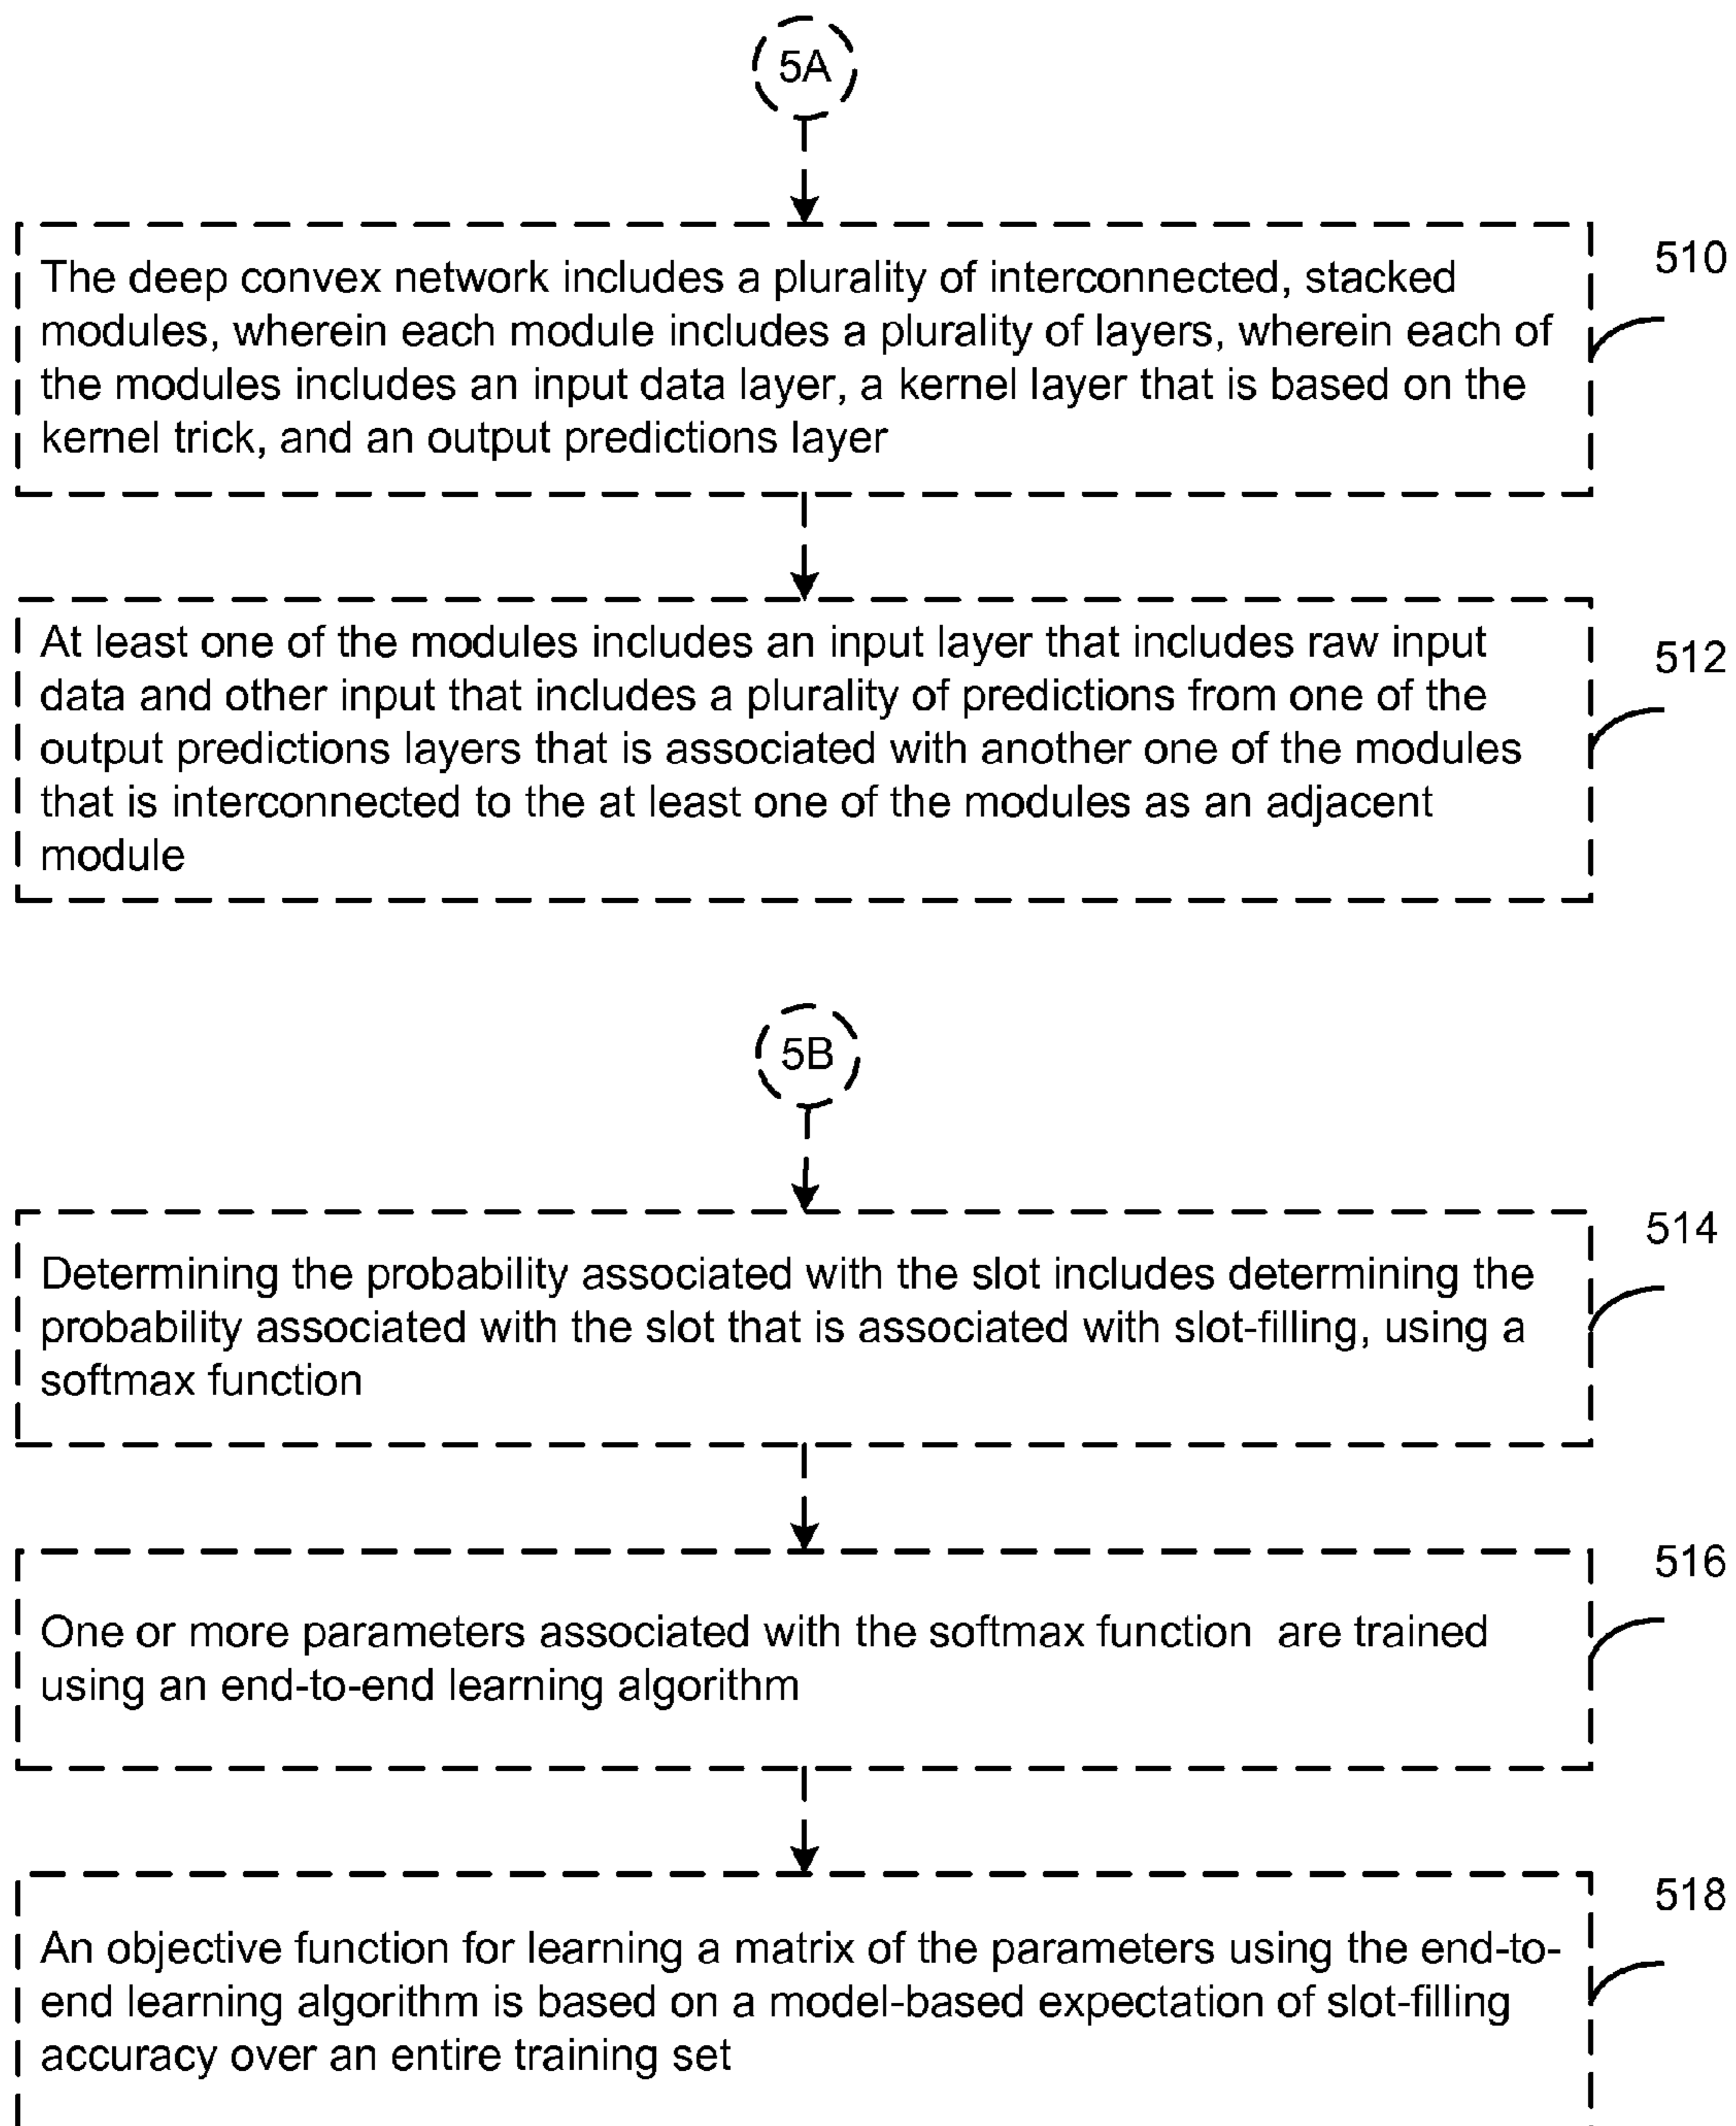 5A
510
The deep convex network includes a plurality of interconnected, stacked
modules, wherein each module includes a plurality of layers, wherein each of
the modules includes an input data layer, a kernel layer that is based on the
kernel trick, and an output predictions layer
512
At least one of the modules includes an input layer that includes raw input
data and other input that includes a plurality of predictions from one of the
output predictions layers that is associated with another one of the modules
that is interconnected to the at least one of the modules as an adjacent
module
5B
514
Determining the probability associated with the slot includes determining the
probability associated with the slot that is associated with slot-filling, using a
softmax function
516
One or more parameters associated with the softmax function are trained
using an end-to-end learning algorithm
518
An objective function for learning a matrix of the parameters using the end-to-
end learning algorithm is based on a model-based expectation of slot-filling
accuracy over an entire training set